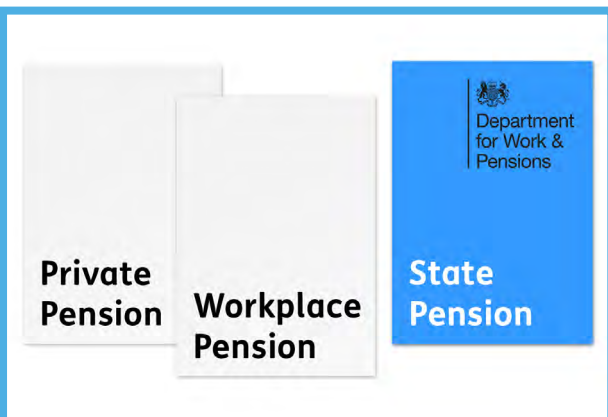 Private
Pension
Workplace
Pension
Department
for Work &
Pensions
State
Pension